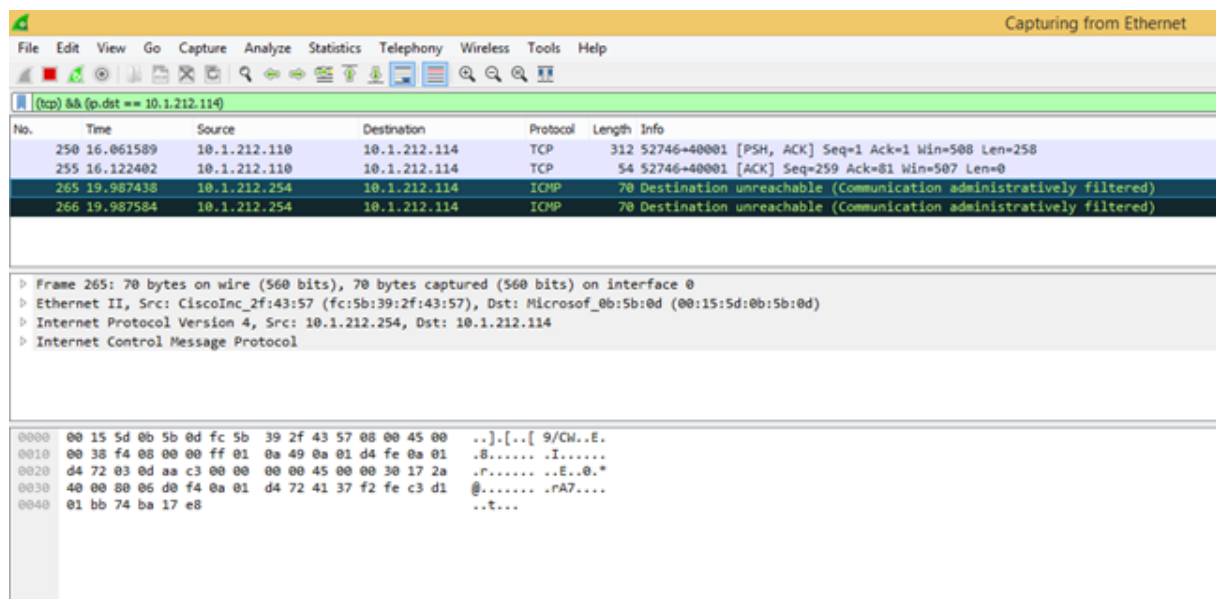 Capturing from Ethernet
File Edit View Go Capture Analyze Statistics Telephony Wireless Tools Help
(tcp) && (ip.dst == 10.1.212.114)
No. Time Source Destination Protocol Length Info
250 16.061589 10.1.212.110 10.1.212.114 TCP 312 52746→40001 [PSH, ACK] Seq=1 Ack=1 Win=508 Len=258
255 16.122402 10.1.212.110 10.1.212.114 TCP 54 52746→40001 [ACK] Seq=259 Ack=81 Win=507 Len=0
265 19.987438 10.1.212.254 10.1.212.114 ICMP 70 Destination unreachable (Communication administratively filtered)
266 19.987584 10.1.212.254 10.1.212.114 ICMP 70 Destination unreachable (Communication administratively filtered)
Frame 265: 70 bytes on wire (560 bits), 70 bytes captured (560 bits) on interface 0
Ethernet II, Src: CiscoInc_2f:43:57 (fc:5b:39:2f:43:57), Dst: Microsof_0b:5b:0d (00:15:5d:0b:5b:0d)
Internet Protocol Version 4, Src: 10.1.212.254, Dst: 10.1.212.114
Internet Control Message Protocol
0000 00 15 5d 0b 5b 0d fc 5b 39 2f 43 57 08 00 45 00 ..].[..[ 9/CW..E.
0010 00 38 f4 08 00 00 ff 01 0a 49 0a 01 d4 fe 0a 01 .8...... .I......
0020 d4 72 03 0d aa c3 00 00 00 00 45 00 00 30 17 2a .r...... ..E..0.*
0030 40 00 80 06 d0 f4 0a 01 d4 72 41 37 f2 fe c3 d1 @....... .rA7....
0040 01 bb 74 ba 17 e8 ..t...